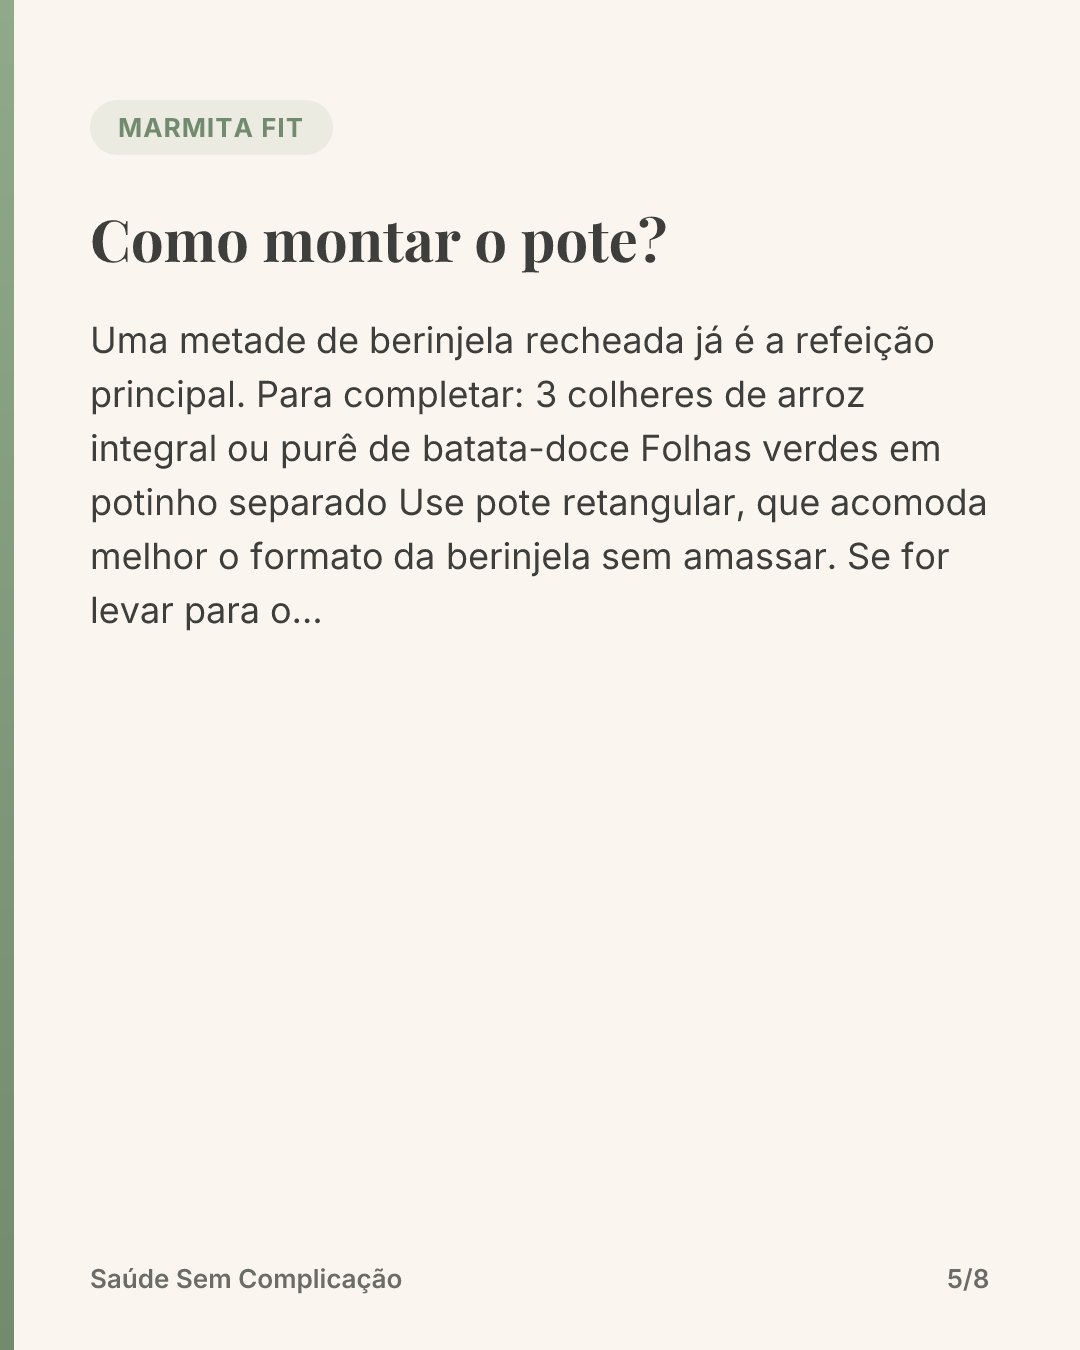 MARMITA FIT
Como montar o pote?
Uma metade de berinjela recheada já é a refeição
principal. Para completar: 3 colheres de arroz
integral ou purê de batata-doce Folhas verdes em
potinho separado Use pote retangular, que acomoda
melhor o formato da berinjela sem amassar. Se for
levar para o...
Saúde Sem Complicação
5/8